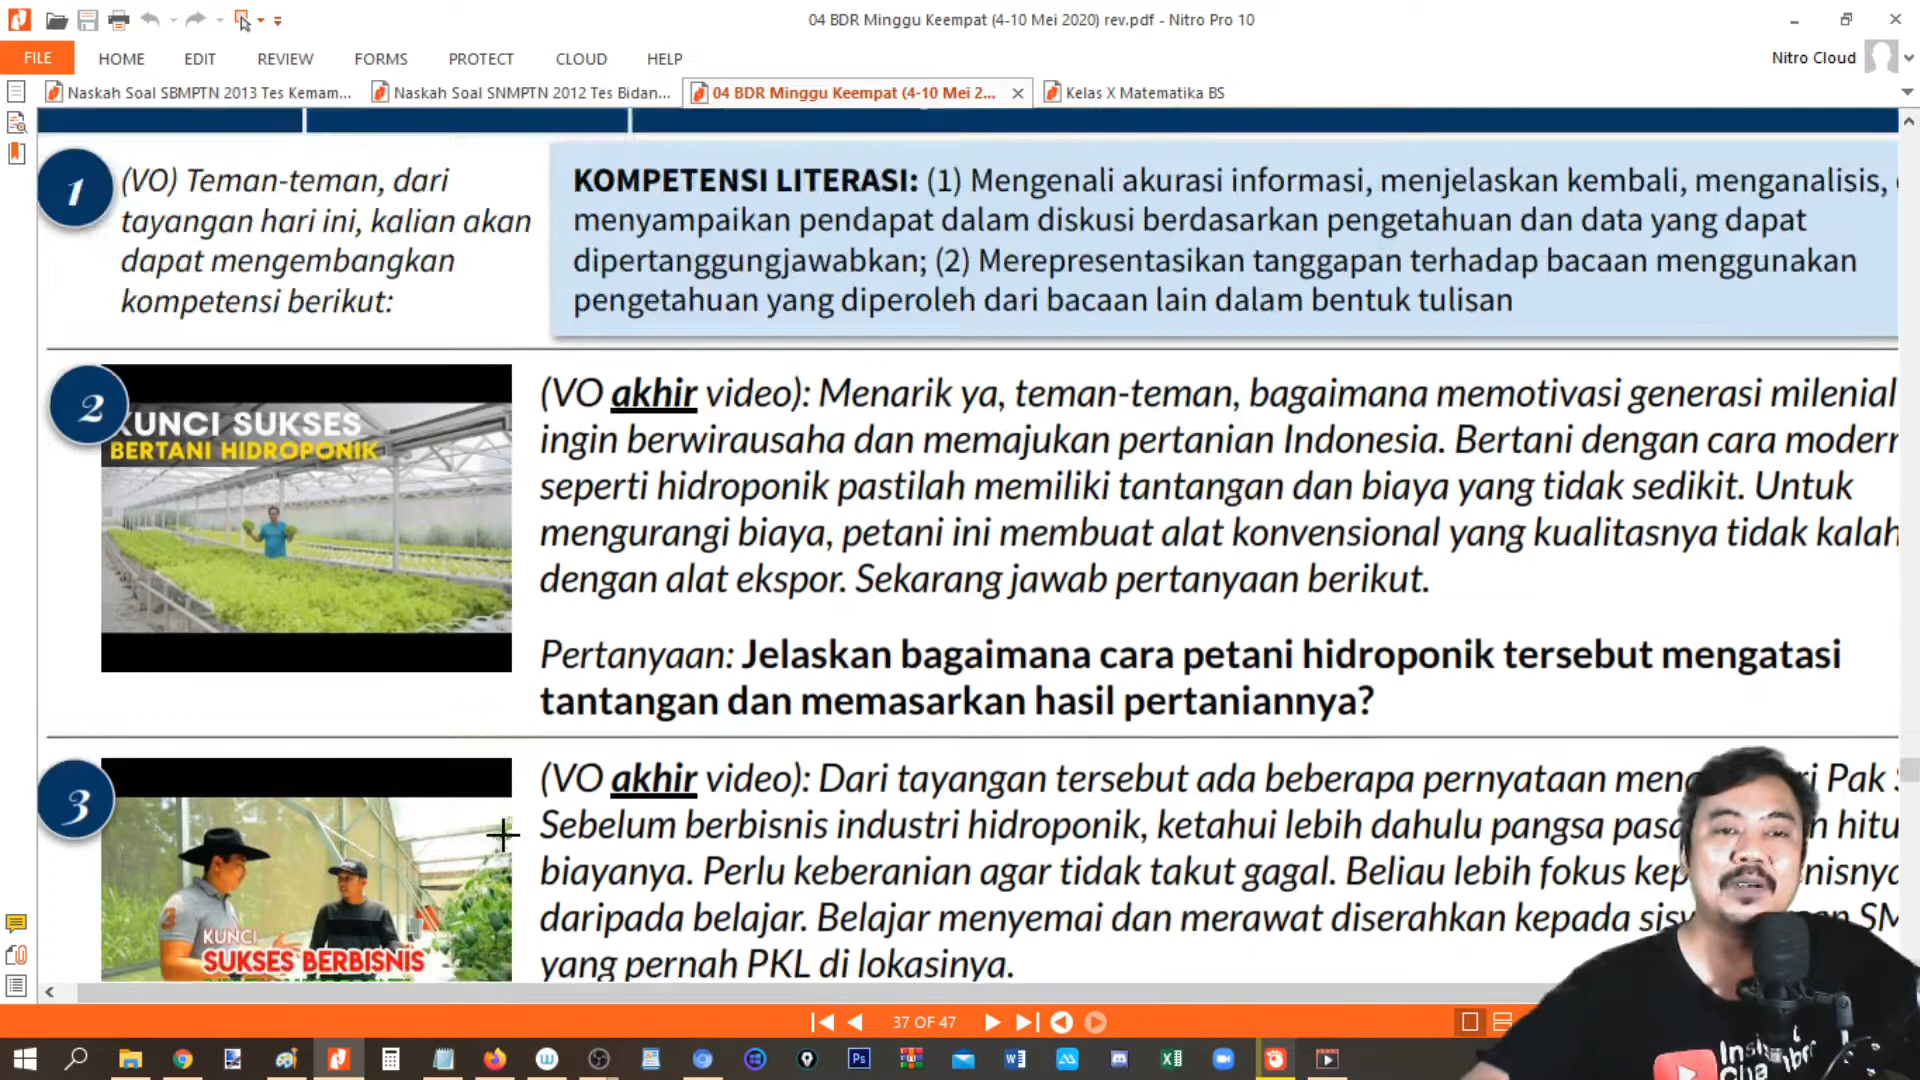 04 BDR Minggu Keempat (4-10 Mei 2020) rev.pdf - Nitro Pro 10
FILE HOME EDIT REVIEW FORMS PROTECT CLOUD HELP Nitro Cloud
Naskah Soal SBMPTN 2013 Tes Kemam... Naskah Soal SNMPTN 2012 Tes Bidan... 04 BDR Minggu Keempat (4-10 Mei 2... Kelas X Matematika BS
1
(VO) Teman-teman, dari
tayangan hari ini, kalian akan
dapat mengembangkan
kompetensi berikut:
KOMPETENSI LITERASI: (1) Mengenali akurasi informasi, menjelaskan kembali, menganalisis,
menyampaikan pendapat dalam diskusi berdasarkan pengetahuan dan data yang dapat
dipertanggungjawabkan; (2) Merepresentasikan tanggapan terhadap bacaan menggunakan
pengetahuan yang diperoleh dari bacaan lain dalam bentuk tulisan
2
KUNCI SUKSES
BERTANI HIDROPONIK
(VO akhir video): Menarik ya, teman-teman, bagaimana memotivasi generasi milenial
ingin berwirausaha dan memajukan pertanian Indonesia. Bertani dengan cara modern
seperti hidroponik pastilah memiliki tantangan dan biaya yang tidak sedikit. Untuk
mengurangi biaya, petani ini membuat alat konvensional yang kualitasnya tidak kalah
dengan alat ekspor. Sekarang jawab pertanyaan berikut.
Pertanyaan: Jelaskan bagaimana cara petani hidroponik tersebut mengatasi
tantangan dan memasarkan hasil pertaniannya?
3
KUNCI
SUKSES BERBISNIS
(VO akhir video): Dari tayangan tersebut ada beberapa pernyataan Pak
Sebelum berbisnis industri hidroponik, ketahui lebih dahulu pangsa
biayanya. Perlu keberanian agar tidak takut gagal. Beliau lebih fokus
daripada belajar. Belajar menyemai dan merawat diserahkan kepada
yang pernah PKL di lokasinya.
37 OF 47